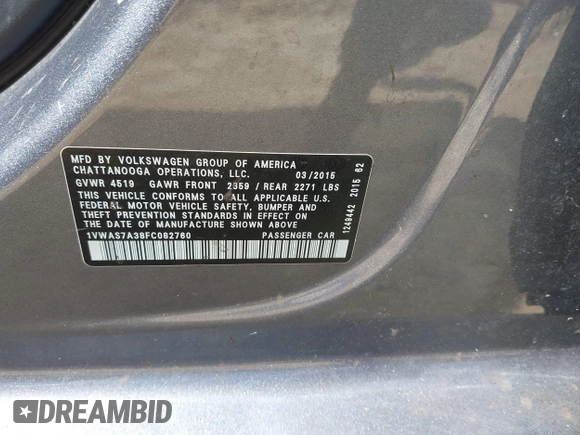 MFD BY VOLKSWAGEN GROUP OF AMERICA
CHATTANOOGA OPERATIONS, LLC. 03/2015
GVWR 4519 GAWR FRONT 2359 / REAR 2271 LBS
THIS VEHICLE CONFORMS TO ALL APPLICABLE U.S.
FEDERAL MOTOR VEHICLE SAFETY, BUMPER AND
THEFT PREVENTION STANDARDS IN EFFECT ON
THE DATE OF MANUFACTURE SHOWN ABOVE
1VWAS7A38FC082760 PASSENGER CAR
1249442 2015 62
DREAMBID